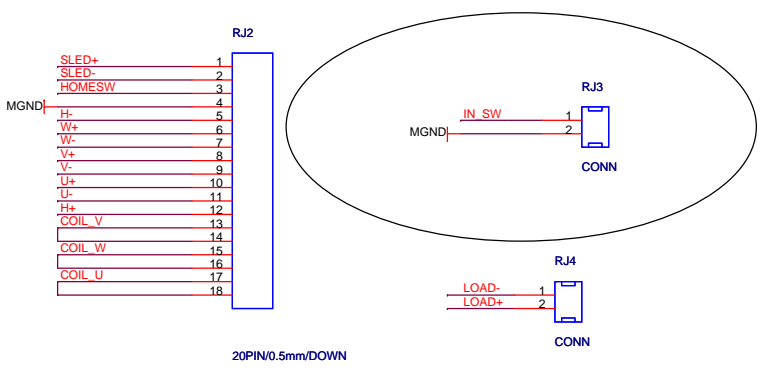 RJ2
SLED+ 1
SLED- 2
HOMESW 3
MGND 4
H- 5
W+ 6
W- 7
V+ 8
V- 9
U+ 10
U- 11
H+ 12
COIL_V 13
14
COIL_W 15
16
COIL_U 17
18
20PIN/0.5mm/DOWN
RJ3
IN_SW 1
MGND 2
CONN
RJ4
LOAD- 1
LOAD+ 2
CONN